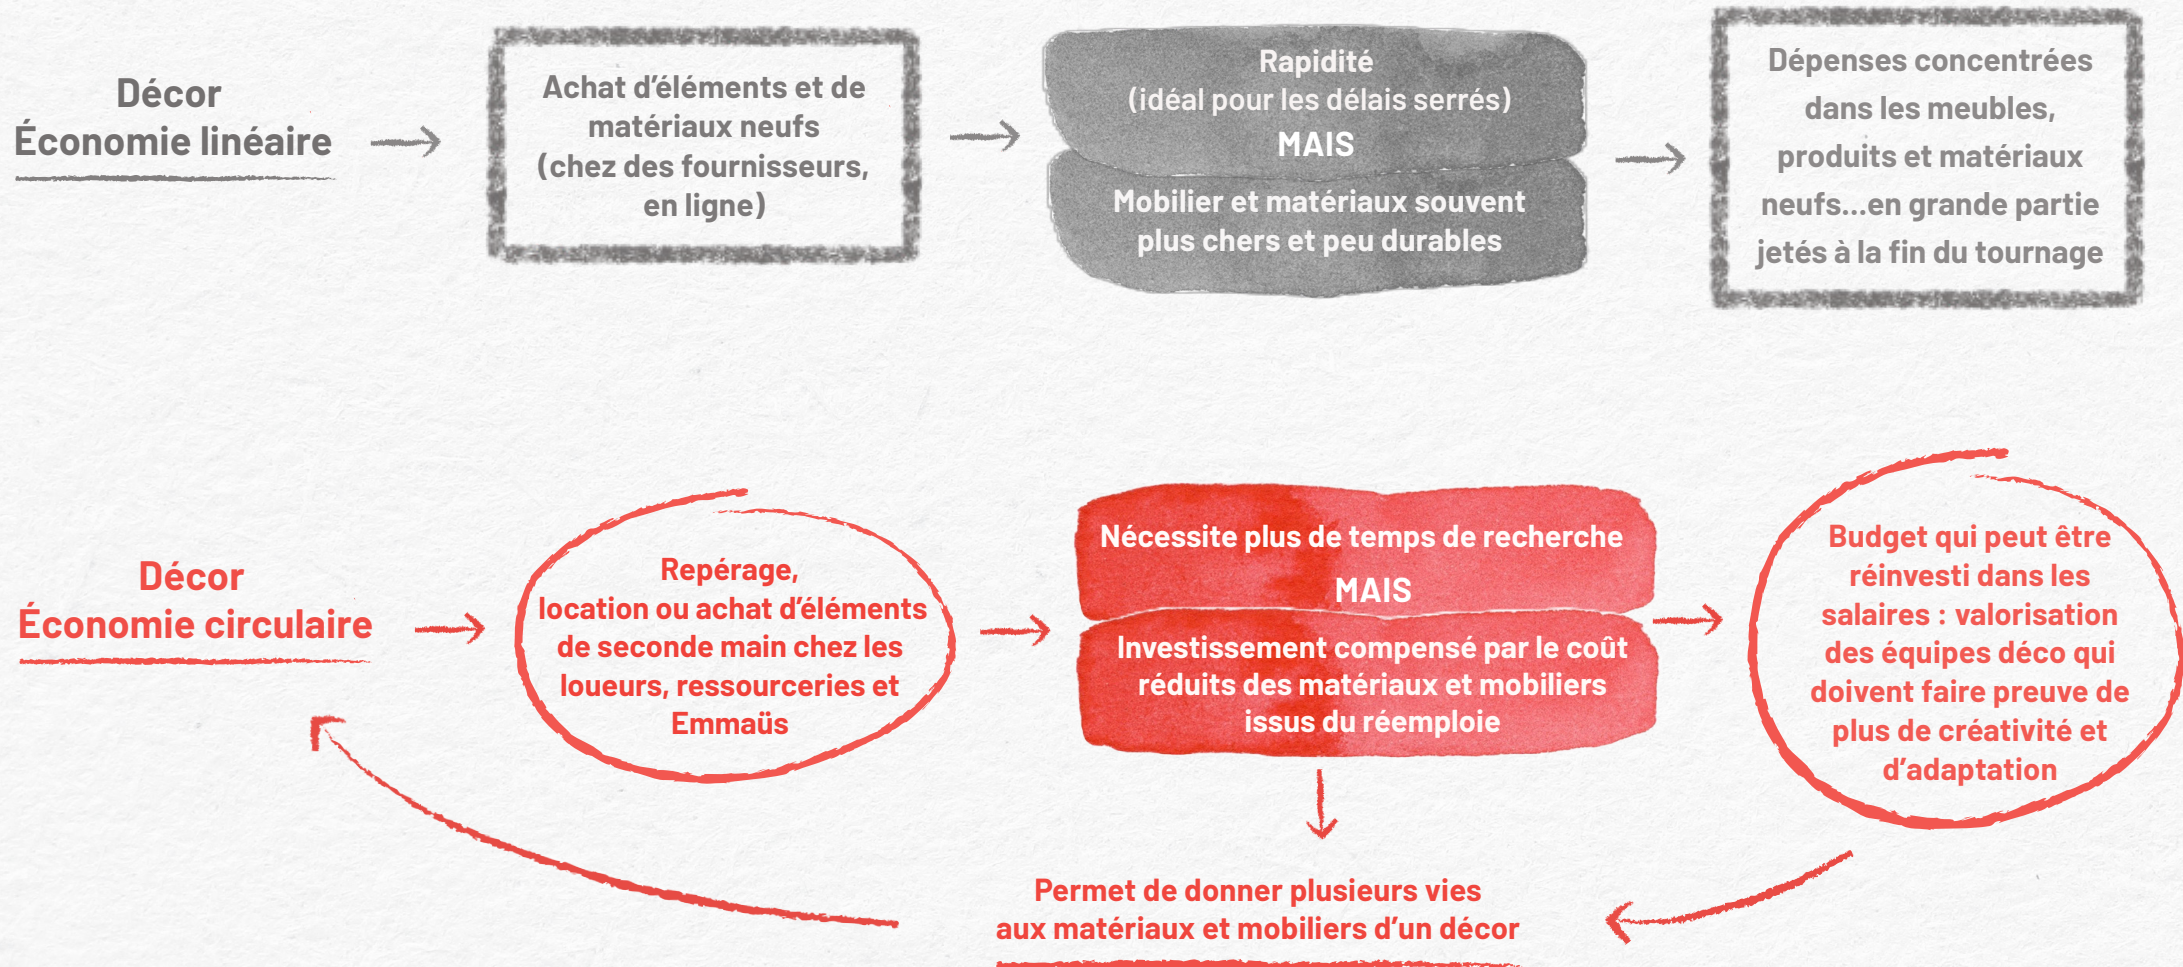 Décor
Économie linéaire
Achat d’éléments et de
matériaux neufs
(chez des fournisseurs,
en ligne)
Rapidité
(idéal pour les délais serrés)
MAIS
Mobilier et matériaux souvent
plus chers et peu durables
Dépenses concentrées
dans les meubles,
produits et matériaux
neufs...en grande partie
jetés à la fin du tournage
Décor
Économie circulaire
Repérage,
location ou achat d’éléments
de seconde main chez les
loueurs, ressourceries et
Emmaüs
Nécessite plus de temps de recherche
MAIS
Investissement compensé par le coût
réduits des matériaux et mobiliers
issus du réemploie
Budget qui peut être
réinvesti dans les
salaires : valorisation
des équipes déco qui
doivent faire preuve de
plus de créativité et
d’adaptation
Permet de donner plusieurs vies
aux matériaux et mobiliers d’un décor